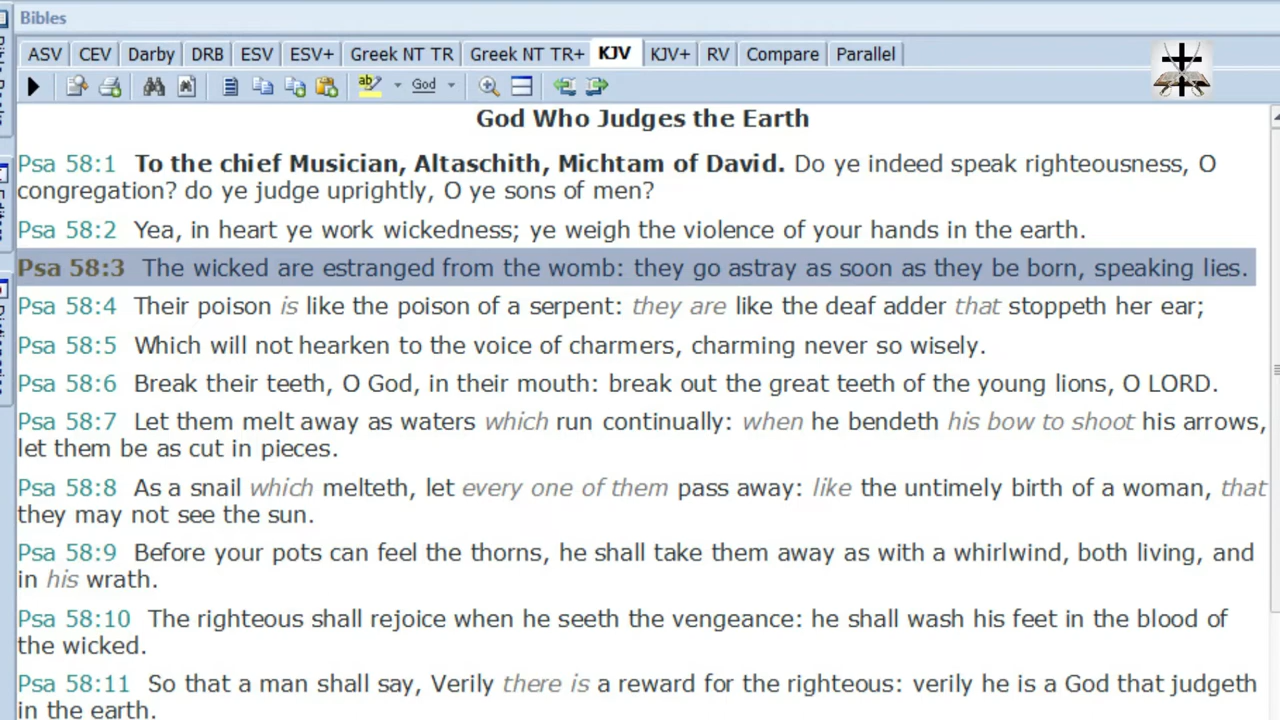 Bibles
ASV CEV Darby DRB ESV ESV+ Greek NT TR Greek NT TR+ KJV KJV+ RV Compare Parallel
God
God Who Judges the Earth
Psa 58:1 To the chief Musician, Altaschith, Michtam of David. Do ye indeed speak righteousness, O
congregation? do ye judge uprightly, O ye sons of men?
Psa 58:2 Yea, in heart ye work wickedness; ye weigh the violence of your hands in the earth.
Psa 58:3 The wicked are estranged from the womb: they go astray as soon as they be born, speaking lies.
Psa 58:4 Their poison is like the poison of a serpent: they are like the deaf adder that stoppeth her ear;
Psa 58:5 Which will not hearken to the voice of charmers, charming never so wisely.
Psa 58:6 Break their teeth, O God, in their mouth: break out the great teeth of the young lions, O LORD.
Psa 58:7 Let them melt away as waters which run continually: when he bendeth his bow to shoot his arrows,
let them be as cut in pieces.
Psa 58:8 As a snail which melteth, let every one of them pass away: like the untimely birth of a woman, that
they may not see the sun.
Psa 58:9 Before your pots can feel the thorns, he shall take them away as with a whirlwind, both living, and
in his wrath.
Psa 58:10 The righteous shall rejoice when he seeth the vengeance: he shall wash his feet in the blood of
the wicked.
Psa 58:11 So that a man shall say, Verily there is a reward for the righteous: verily he is a God that judgeth
in the earth.